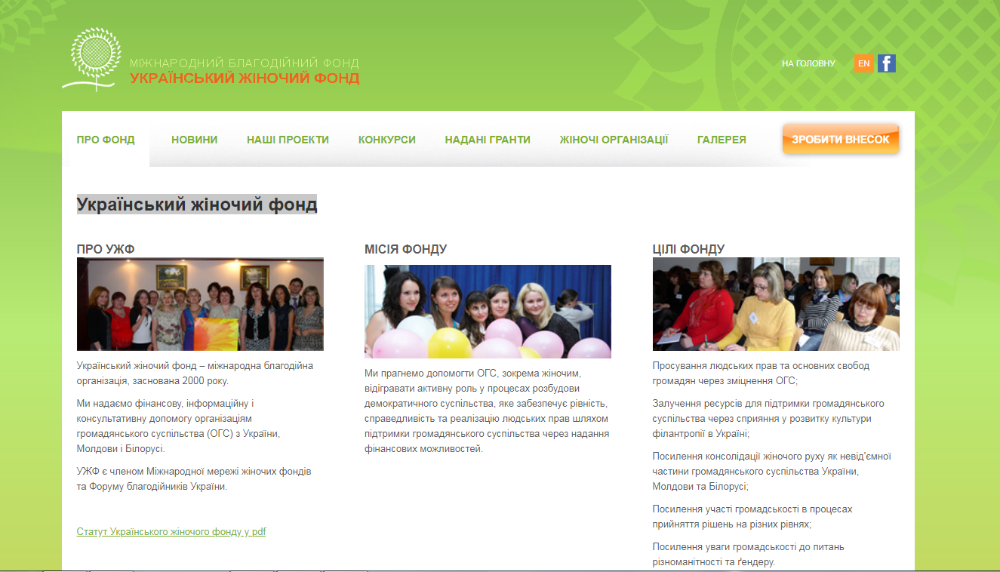 МІЖНАРОДНИЙ БЛАГОДІЙНИЙ ФОНД
УКРАЇНСЬКИЙ ЖІНОЧИЙ ФОНД
НА ГОЛОВНУ
EN
f
ПРО ФОНД
НОВИНИ
НАШІ ПРОЕКТИ
КОНКУРСИ
НАДАНІ ГРАНТИ
ЖІНОЧІ ОРГАНІЗАЦІЇ
ГАЛЕРЕЯ
ЗРОБИТИ ВНЕСОК
Український жіночий фонд
ПРО УЖФ
Український жіночий фонд – міжнародна благодійна
організація, заснована 2000 року.
Ми надаємо фінансову, інформаційну і
консультативну допомогу організаціям
громадянського суспільства (ОГС) з України,
Молдови і Білорусі.
УЖФ є членом Міжнародної мережі жіночих фондів
та Форуму благодійників України.
Статут Українського жіночого фонду у pdf
МІСІЯ ФОНДУ
Ми прагнемо допомогти ОГС, зокрема жіночим,
відігравати активну роль у процесах розбудови
демократичного суспільства, яке забезпечує рівність,
справедливість та реалізацію людських прав шляхом
підтримки громадянського суспільства через надання
фінансових можливостей.
ЦІЛІ ФОНДУ
Просування людських прав та основних свобод
громадян через зміцнення ОГС;
Залучення ресурсів для підтримки громадянського
суспільства через сприяння у розвитку культури
філантропії в Україні;
Посилення консолідації жіночого руху як невід'ємної
частини громадянського суспільства України,
Молдови та Білорусі;
Посилення участі громадськості в процесах
прийняття рішень на різних рівнях;
Посилення уваги громадськості до питань
різноманітності та ґендеру.